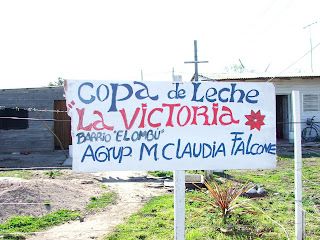 Copa de Leche
"LA VICTORIA"
BARRIO "EL OMBÚ"
AGRUP. M. CLAUDIA FALCONE